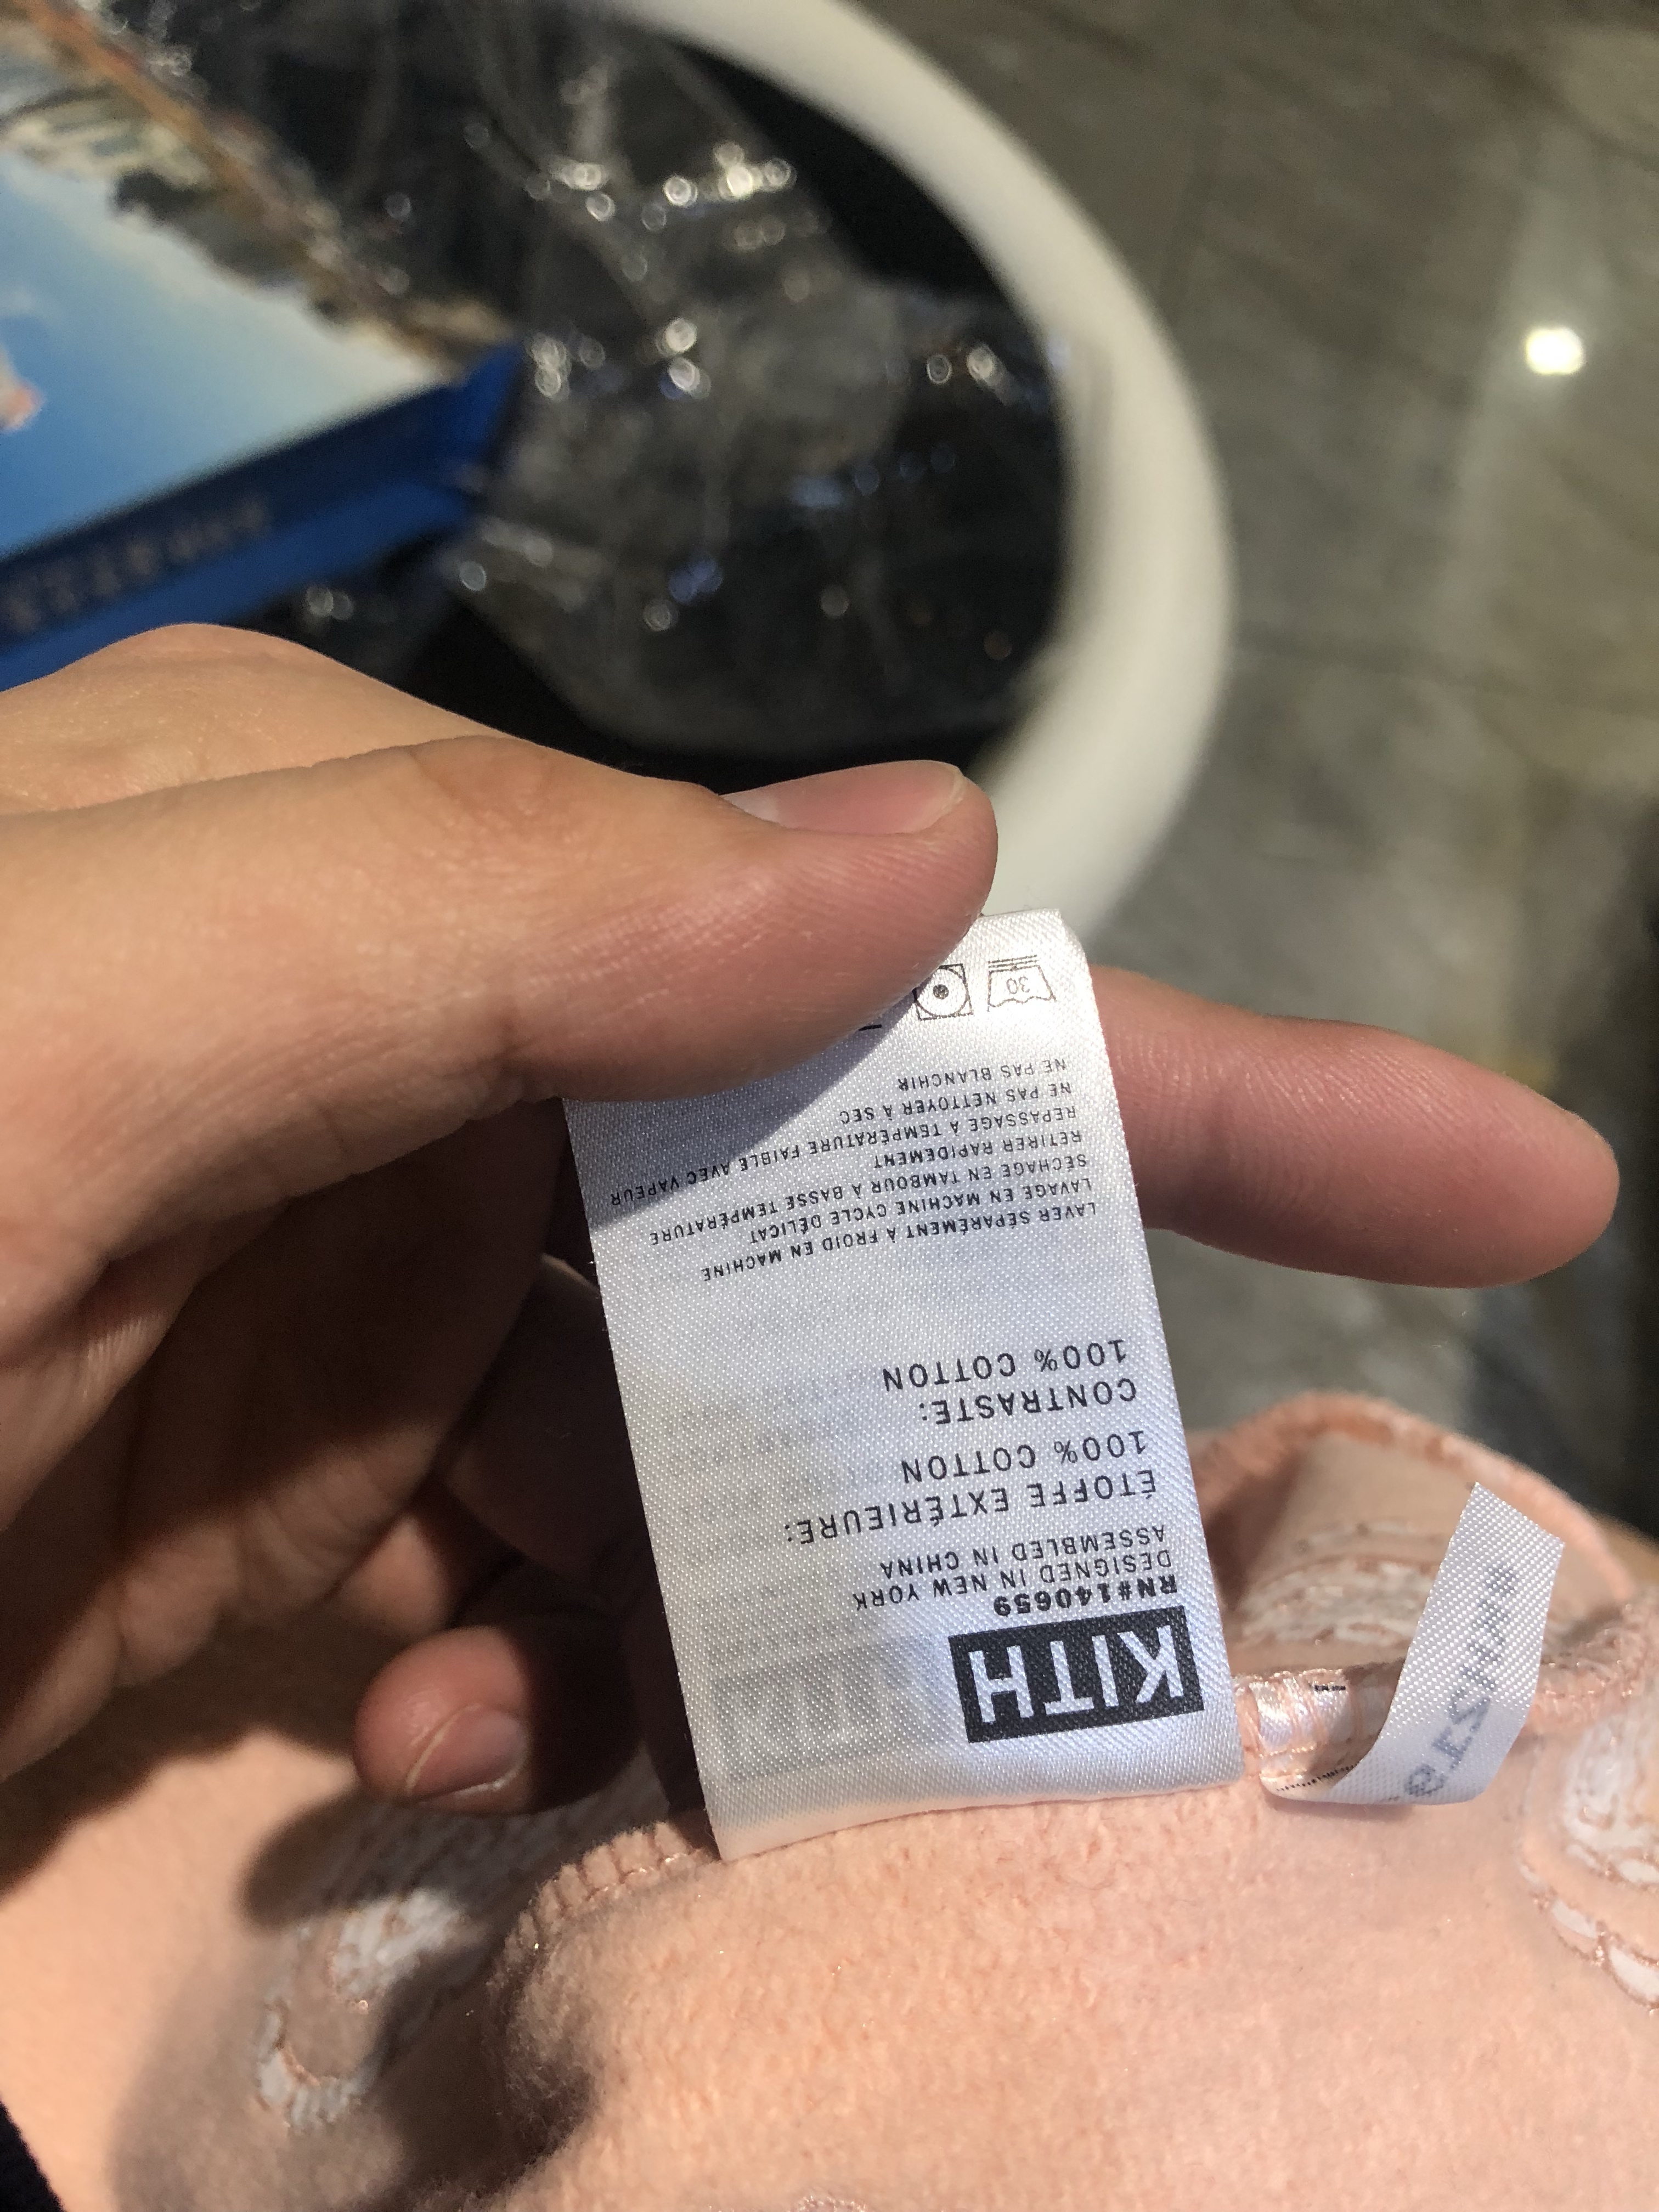 KITH
RN#140659
DESIGNED IN NEW YORK
ASSEMBLED IN CHINA
ÉTOFFE EXTÉRIEURE:
100% COTTON
CONTRASTE:
100% COTTON
LAVER SÉPARÉMENT À FROID EN MACHINE
LAVAGE EN MACHINE CYCLE DÉLICAT
SÉCHAGE EN TAMBOUR À BASSE TEMPÉRATURE
RETIRER RAPIDEMENT
REPASSAGE À TEMPÉRATURE FAIBLE AVEC VAPEUR
NE PAS NETTOYER À SEC
NE PAS BLANCHIR
30